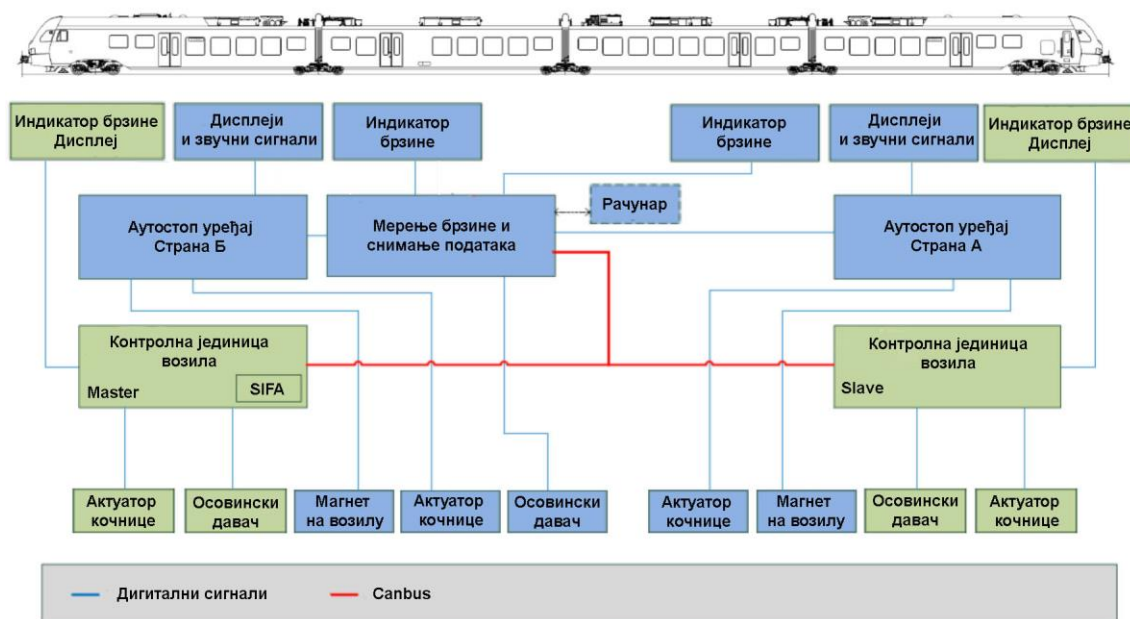 Индикатор брзине
Дисплеј
Дисплеји
и звучни сигнали
Индикатор
брзине
Индикатор
брзине
Дисплеји
и звучни сигнали
Индикатор брзине
Дисплеј
Аутостоп уређај
Страна Б
Мерење брзине и
снимање података
Рачунар
Аутостоп уређај
Страна А
Контролна јединица
возила
Master
SIFA
Контролна јединица
возила
Slave
Актуатор
кочнице
Осовински
давач
Магнет
на возилу
Актуатор
кочнице
Осовински
давач
Актуатор
кочнице
Магнет
на возилу
Осовински
давач
Актуатор
кочнице
Дигитални сигнали
Canbus